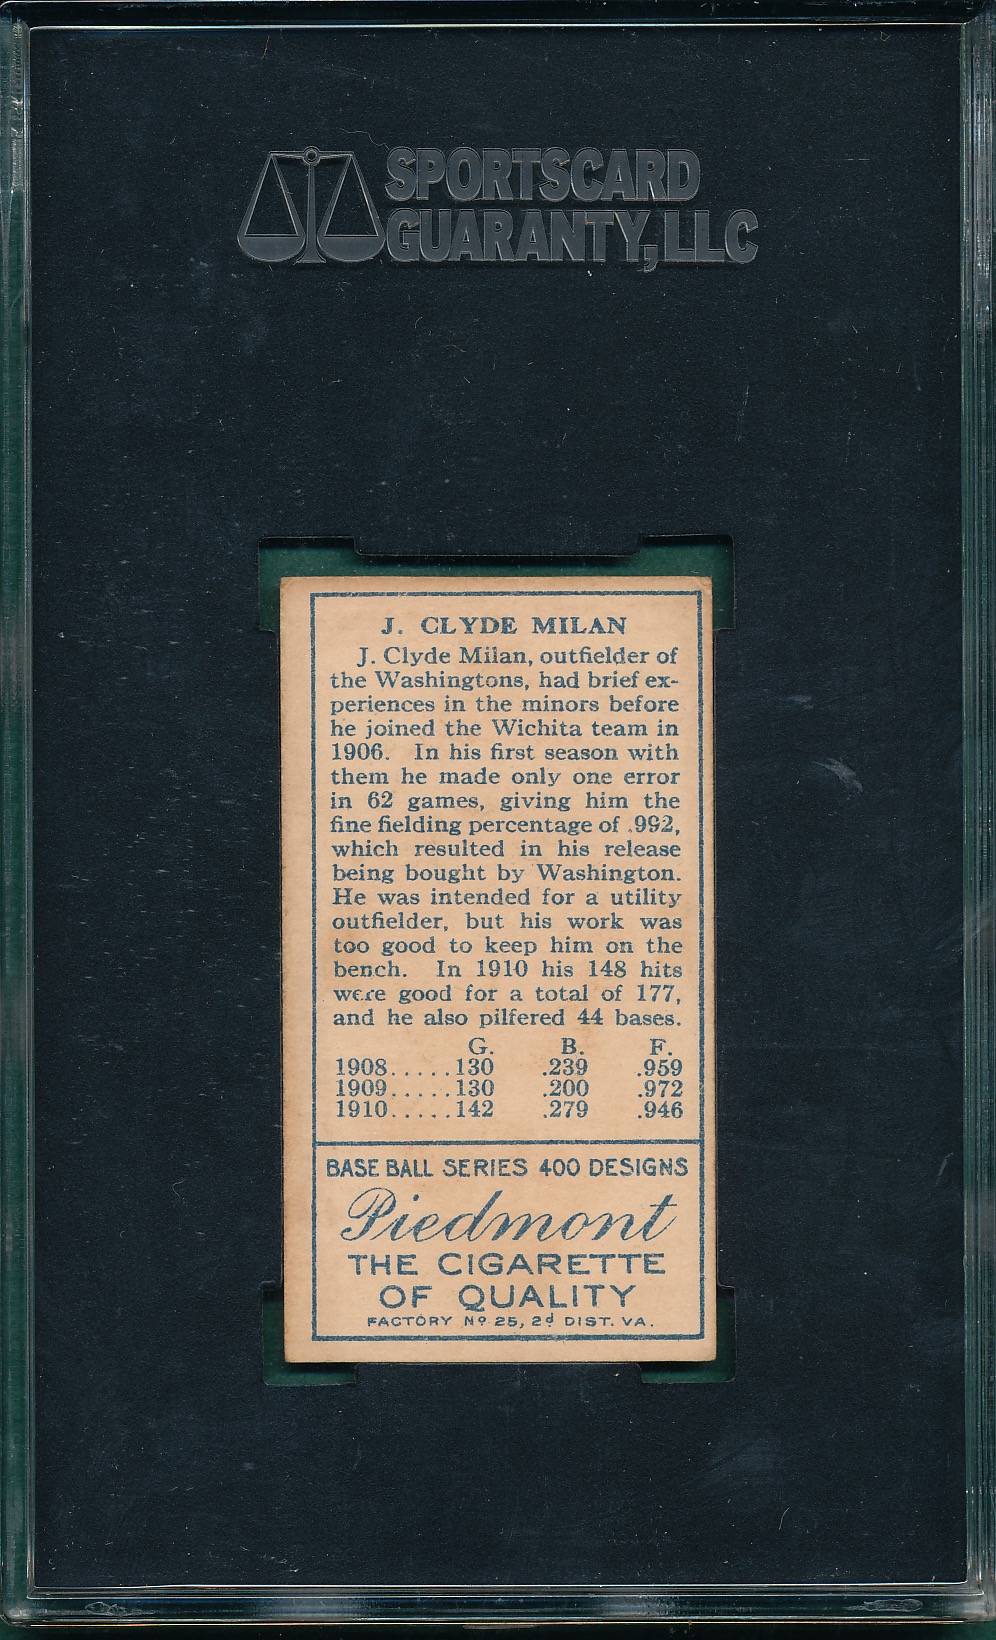 SPORTSCARD
GUARANTY, LLC
J. CLYDE MILAN
J. Clyde Milan, outfielder of
the Washingtons, had brief ex-
periences in the minors before
he joined the Wichita team in
1906. In his first season with
them he made only one error
in 62 games, giving him the
fine fielding percentage of .992,
which resulted in his release
being bought by Washington.
He was intended for a utility
outfielder, but his work was
too good to keep him on the
bench. In 1910 his 148 hits
were good for a total of 177,
and he also pilfered 44 bases.
G. B. F.
1908.....130 .239 .959
1909.....130 .200 .972
1910.....142 .279 .946
BASE BALL SERIES 400 DESIGNS
Piedmont
THE CIGARETTE
OF QUALITY
FACTORY Nº 25, 2d DIST. VA.